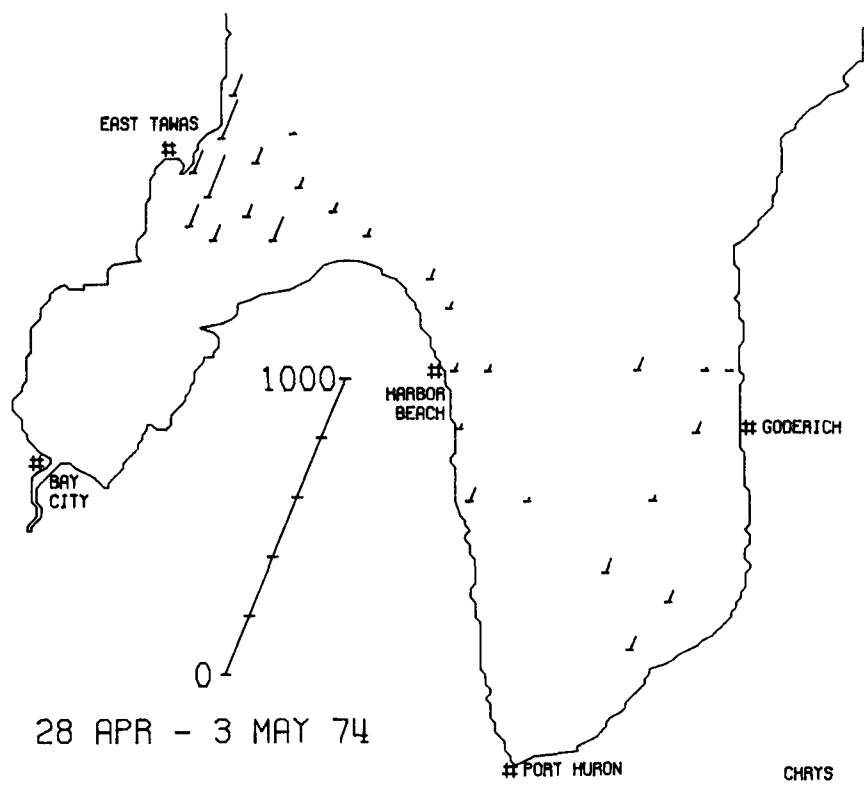 EAST TAWAS
1000
HARBOR
BEACH
GODERICH
BAY
CITY
0
28 APR - 3 MAY 74
PORT HURON
CHRYS